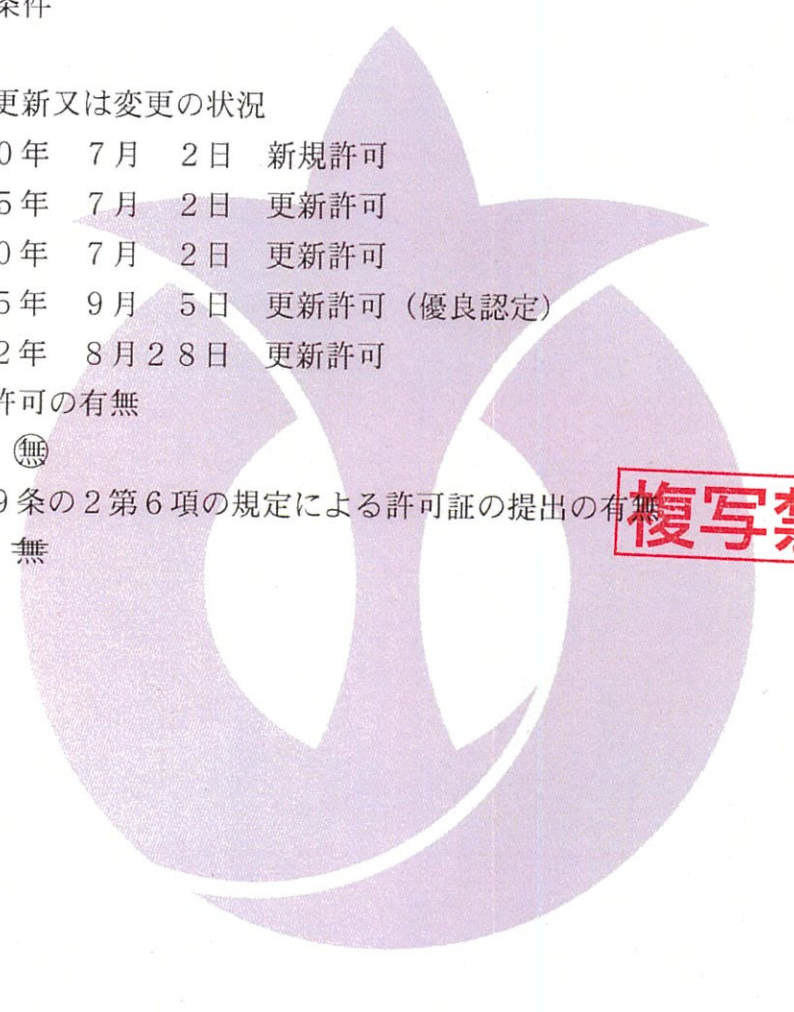 条件
更新又は変更の状況
0年　7月　2日　新規許可
5年　7月　2日　更新許可
0年　7月　2日　更新許可
5年　9月　5日　更新許可（優良認定）
2年　8月28日　更新許可
許可の有無
㊇無
9条の2第6項の規定による許可証の提出の有無
無
複写禁